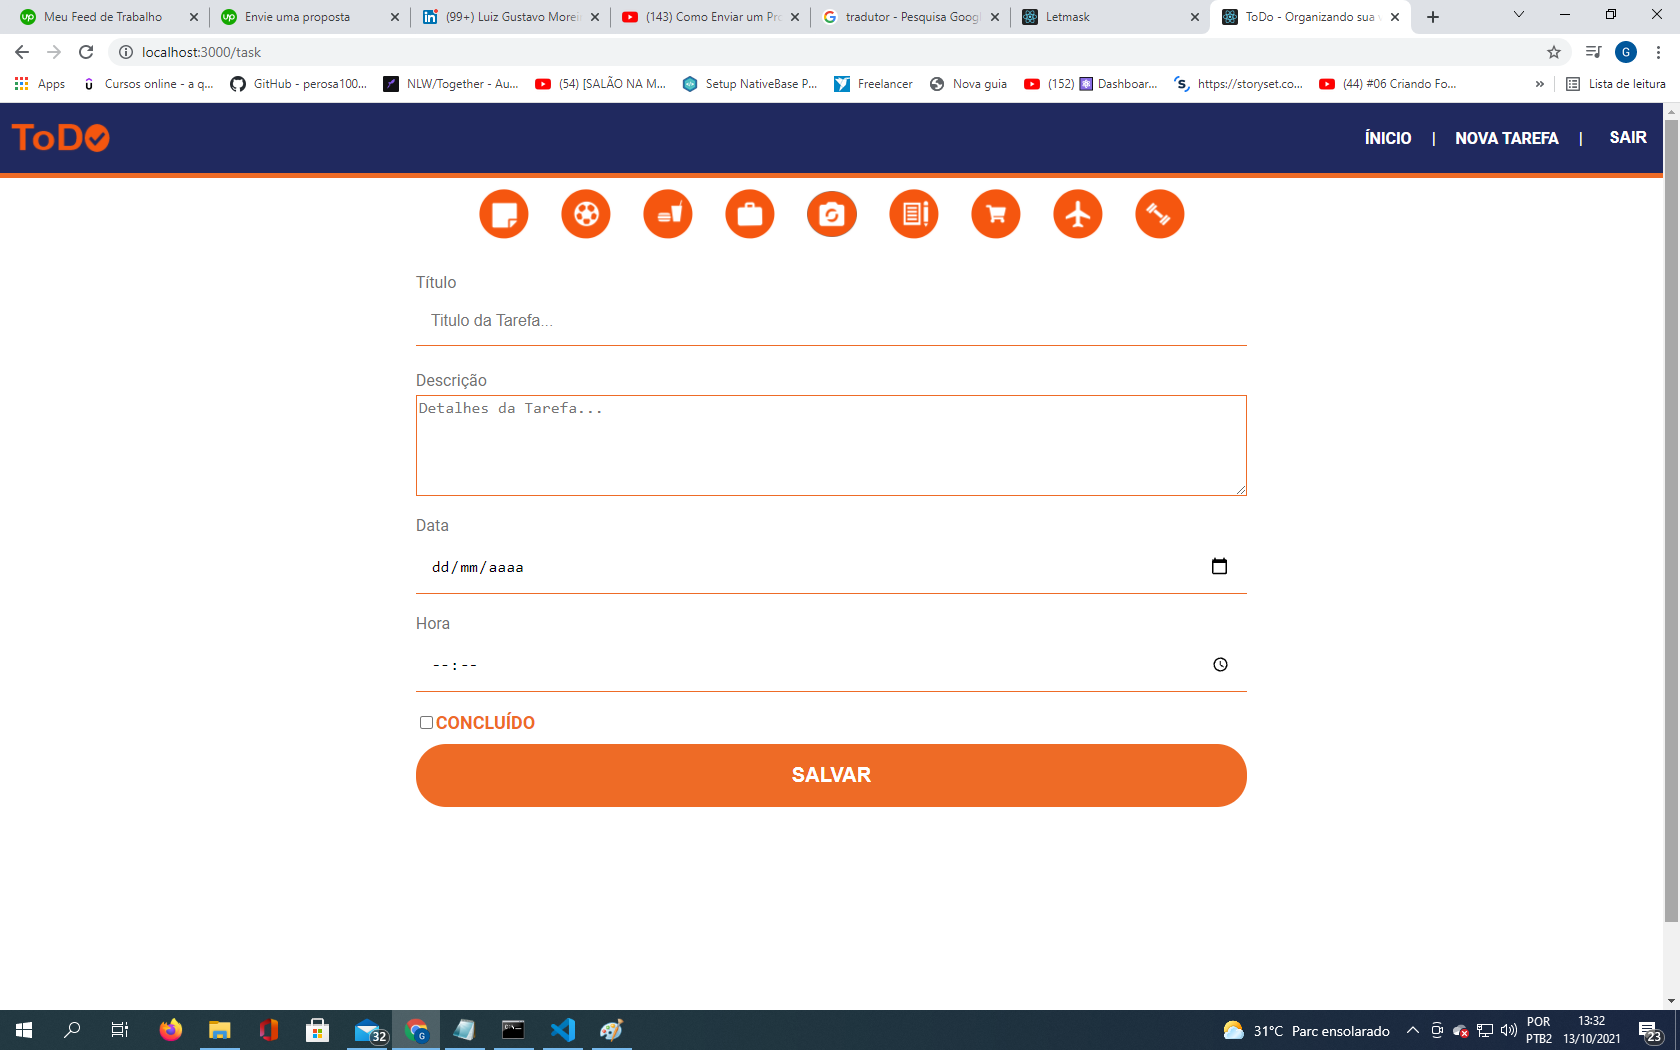 Meu Feed de Trabalho
Envie uma proposta
(99+) Luiz Gustavo Morei
(143) Como Enviar um Pro
tradutor - Pesquisa Goog
Letmask
ToDo - Organizando sua v
localhost:3000/task
G
Apps
Cursos online - a q...
GitHub - perosa100...
NLW/Together - Au...
(54) [SALÃO NA M...
Setup NativeBase P...
Freelancer
Nova guia
(152) Dashboar...
https://storyset.co...
(44) #06 Criando Fo...
»
Lista de leitura
ToDo
ÍNICIO | NOVA TAREFA | SAIR
Título
Titulo da Tarefa...
Descrição
Detalhes da Tarefa...
Data
dd/mm/aaaa
Hora
--:--
CONCLUÍDO
SALVAR
32
G
31°C Parc ensolarado
POR
PTB2
13:32
13/10/2021
23